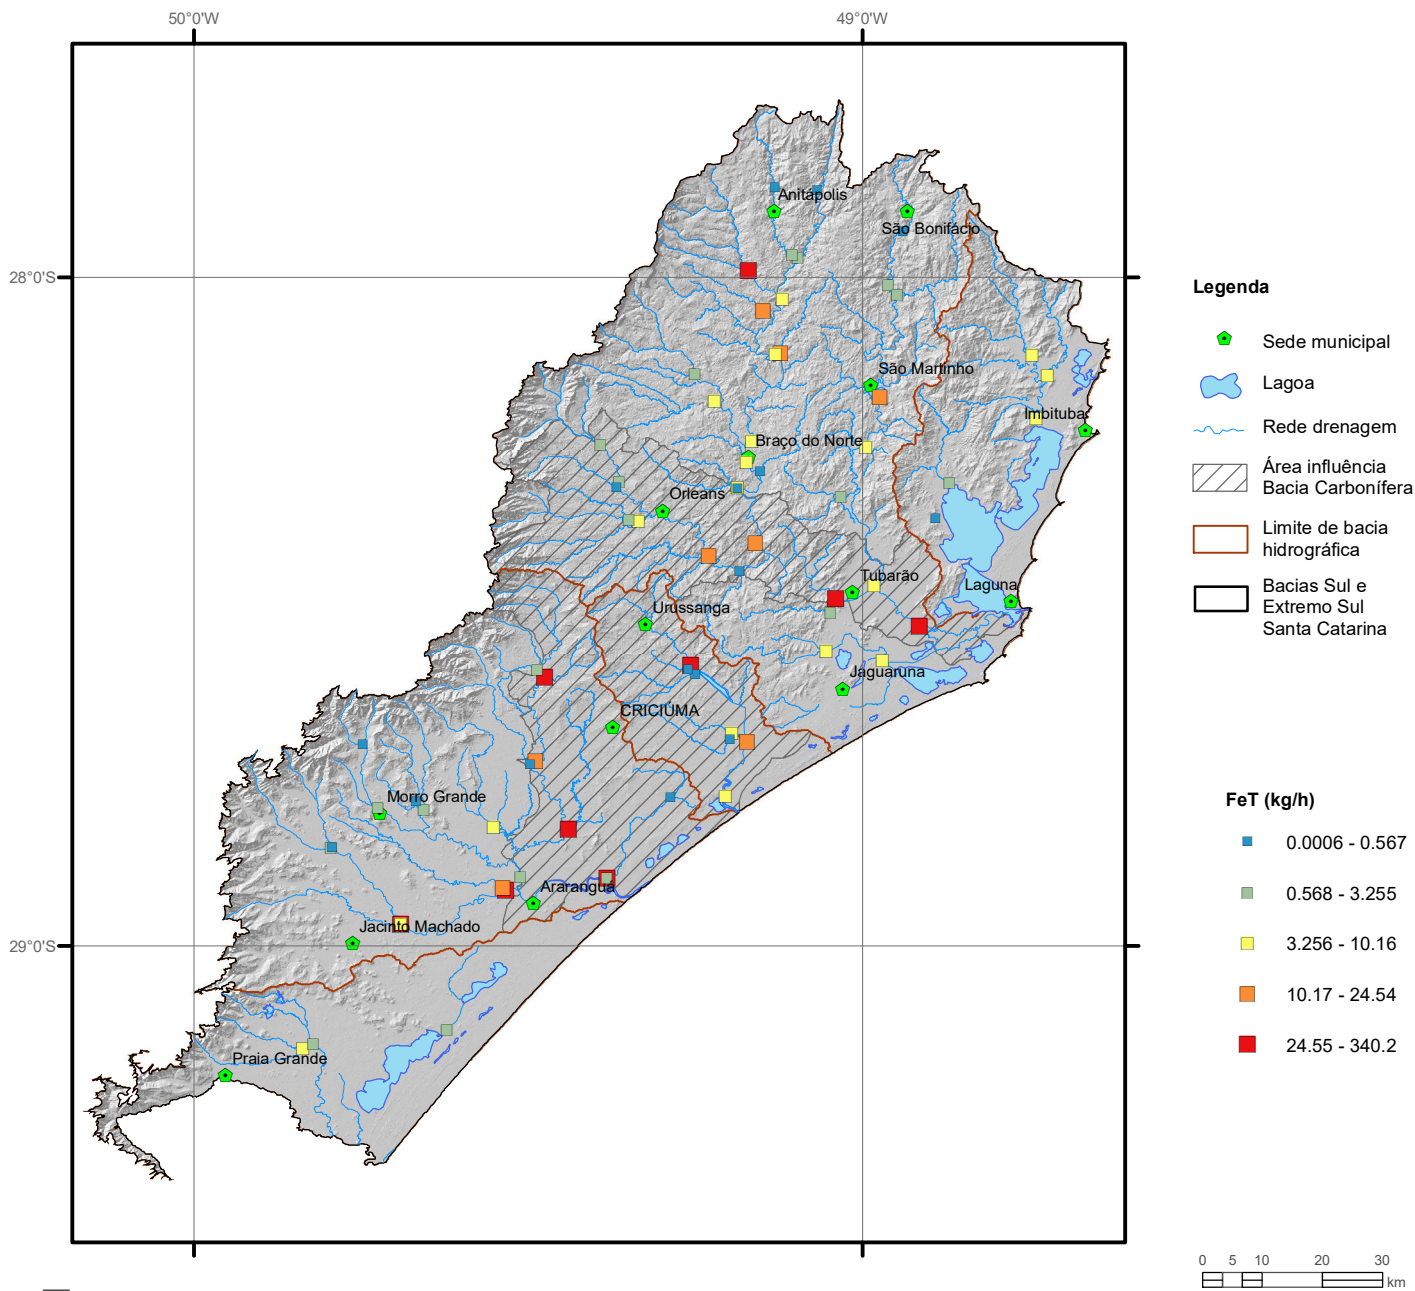 50°0'W
49°0'W
28°0'S
29°0'S
Anitápolis
São Bonifácio
São Martinho
Imbituba
Braço do Norte
Orleans
Tubarão
Laguna
Urussanga
Jaguaruna
CRICIÚMA
Morro Grande
Araranguá
Jacinto Machado
Praia Grande
Legenda
Sede municipal
Lagoa
Rede drenagem
Área influência
Bacia Carbonífera
Limite de bacia
hidrográfica
Bacias Sul e
Extremo Sul
Santa Catarina
FeT (kg/h)
0.0006 - 0.567
0.568 - 3.255
3.256 - 10.16
10.17 - 24.54
24.55 - 340.2
0 5 10 20 30
km